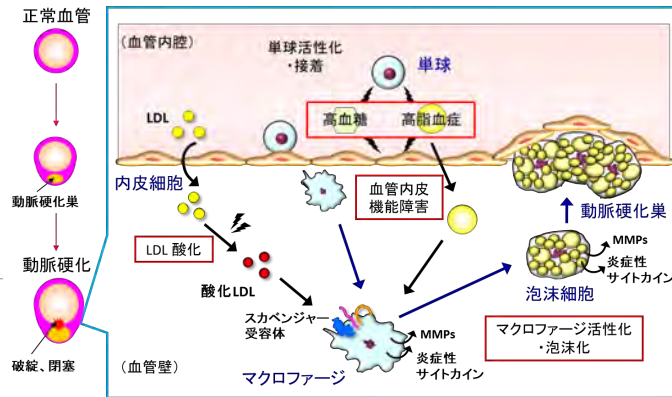 正常血管
動脈硬化巣
動脈硬化
破綻、閉塞
（血管内腔）
単球活性化
・接着
単球
LDL
高血糖
高脂血症
内皮細胞
血管内皮
機能障害
LDL 酸化
酸化LDL
スカベンジャー
受容体
MMPs
炎症性
サイトカイン
マクロファージ
（血管壁）
動脈硬化巣
MMPs
炎症性
サイトカイン
泡沫細胞
マクロファージ活性化
・泡沫化